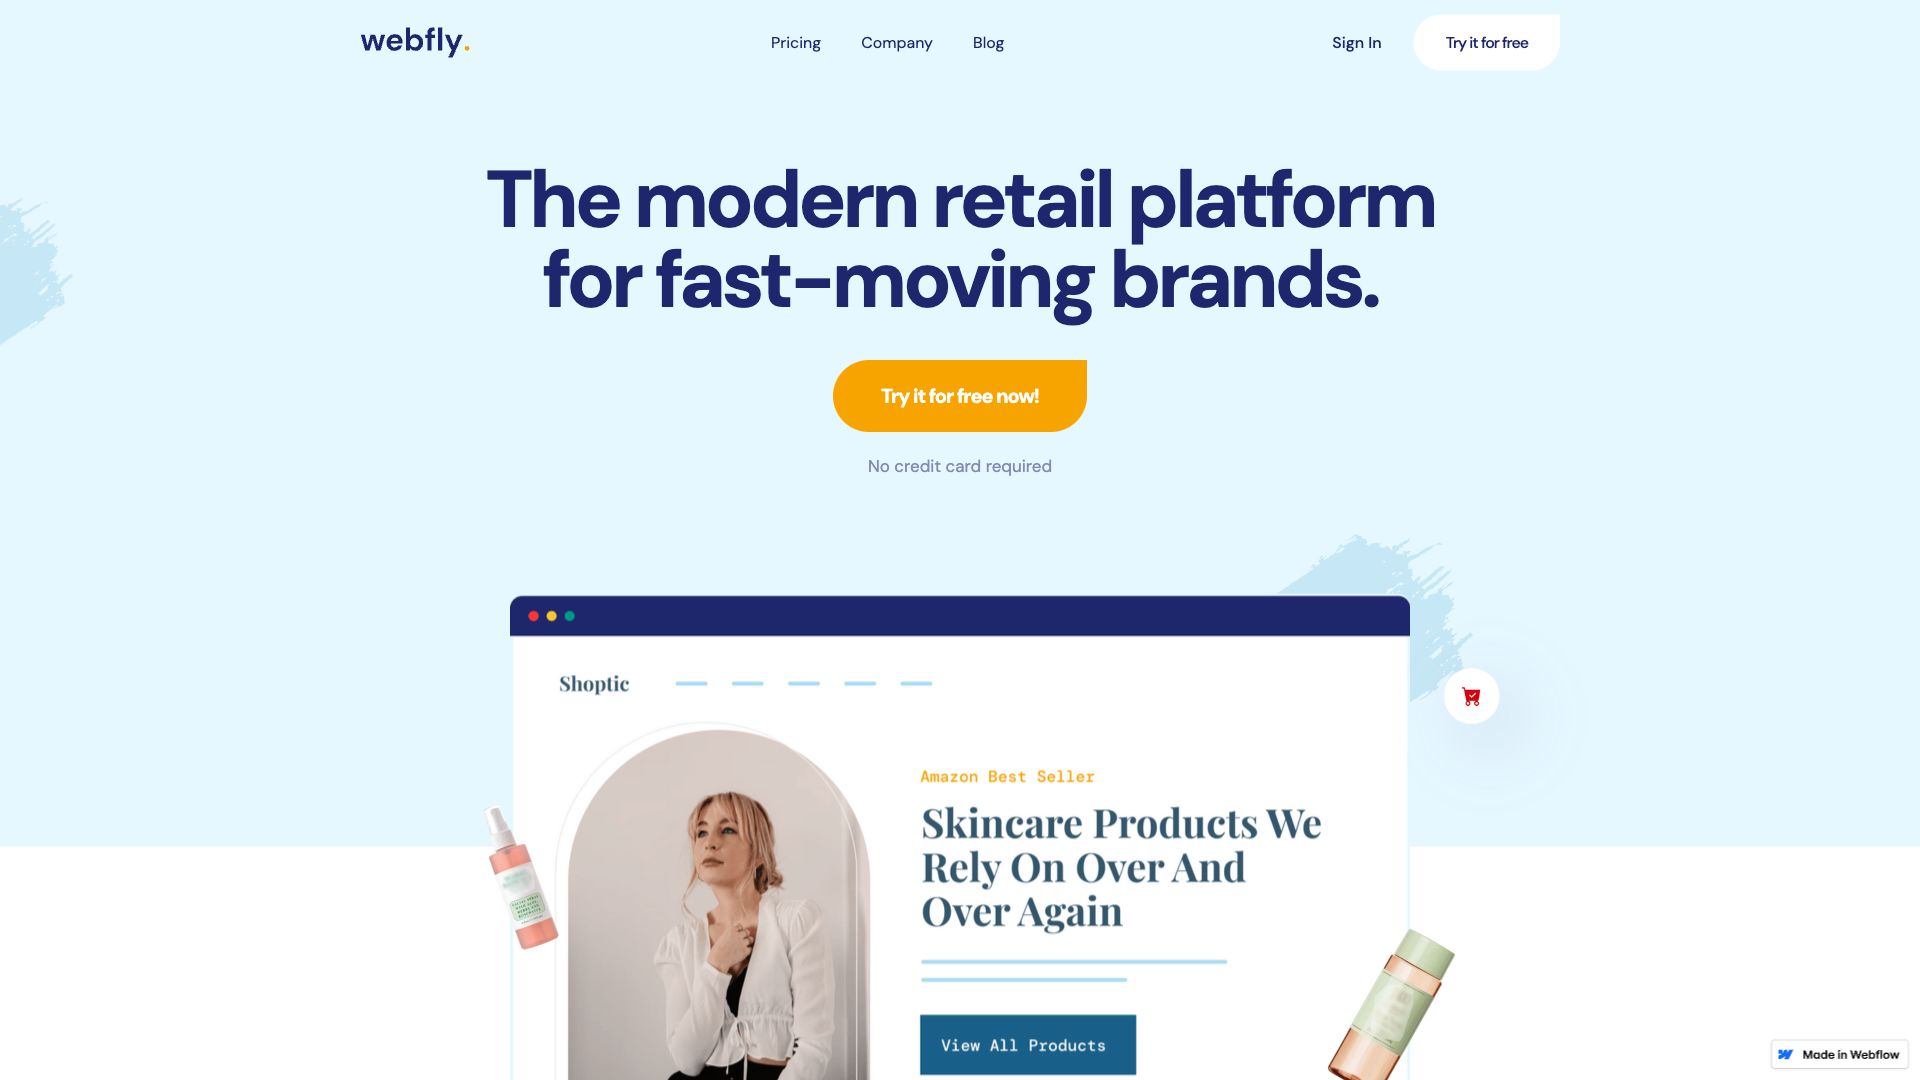 webfly.
Pricing
Company
Blog
Sign In
Try it for free
The modern retail platform
for fast-moving brands.
Try it for free now!
No credit card required
Shoptic
Amazon Best Seller
Skincare Products We
Rely On Over And
Over Again
View All Products
Made in Webflow